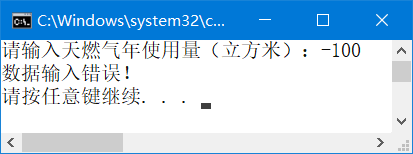 C:\Windows\system32\c...
请输入天燃气年使用量（立方米）：-100
数据输入错误！
请按任意键继续. . .